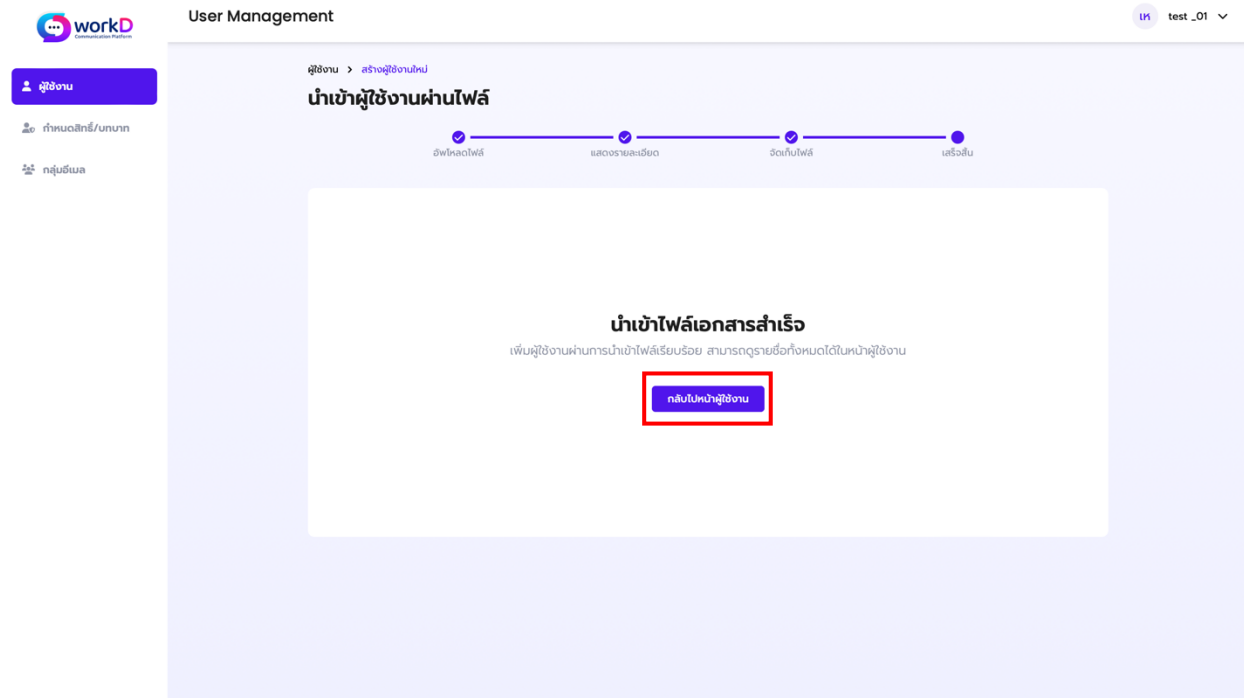 workD
Communication Platform
User Management
เห
test _01
ผู้ใช้งาน
กำหนดสิทธิ์/บทบาท
กลุ่มอีเมล
ผู้ใช้งาน > สร้างผู้ใช้งานใหม่
นำเข้าผู้ใช้งานผ่านไฟล์
อัพโหลดไฟล์
แสดงรายละเอียด
จัดเก็บไฟล์
เสร็จสิ้น
นำเข้าไฟล์เอกสารสำเร็จ
เพิ่มผู้ใช้งานผ่านการนำเข้าไฟล์เรียบร้อย สามารถดูรายชื่อทั้งหมดได้ในหน้าผู้ใช้งาน
กลับไปหน้าผู้ใช้งาน